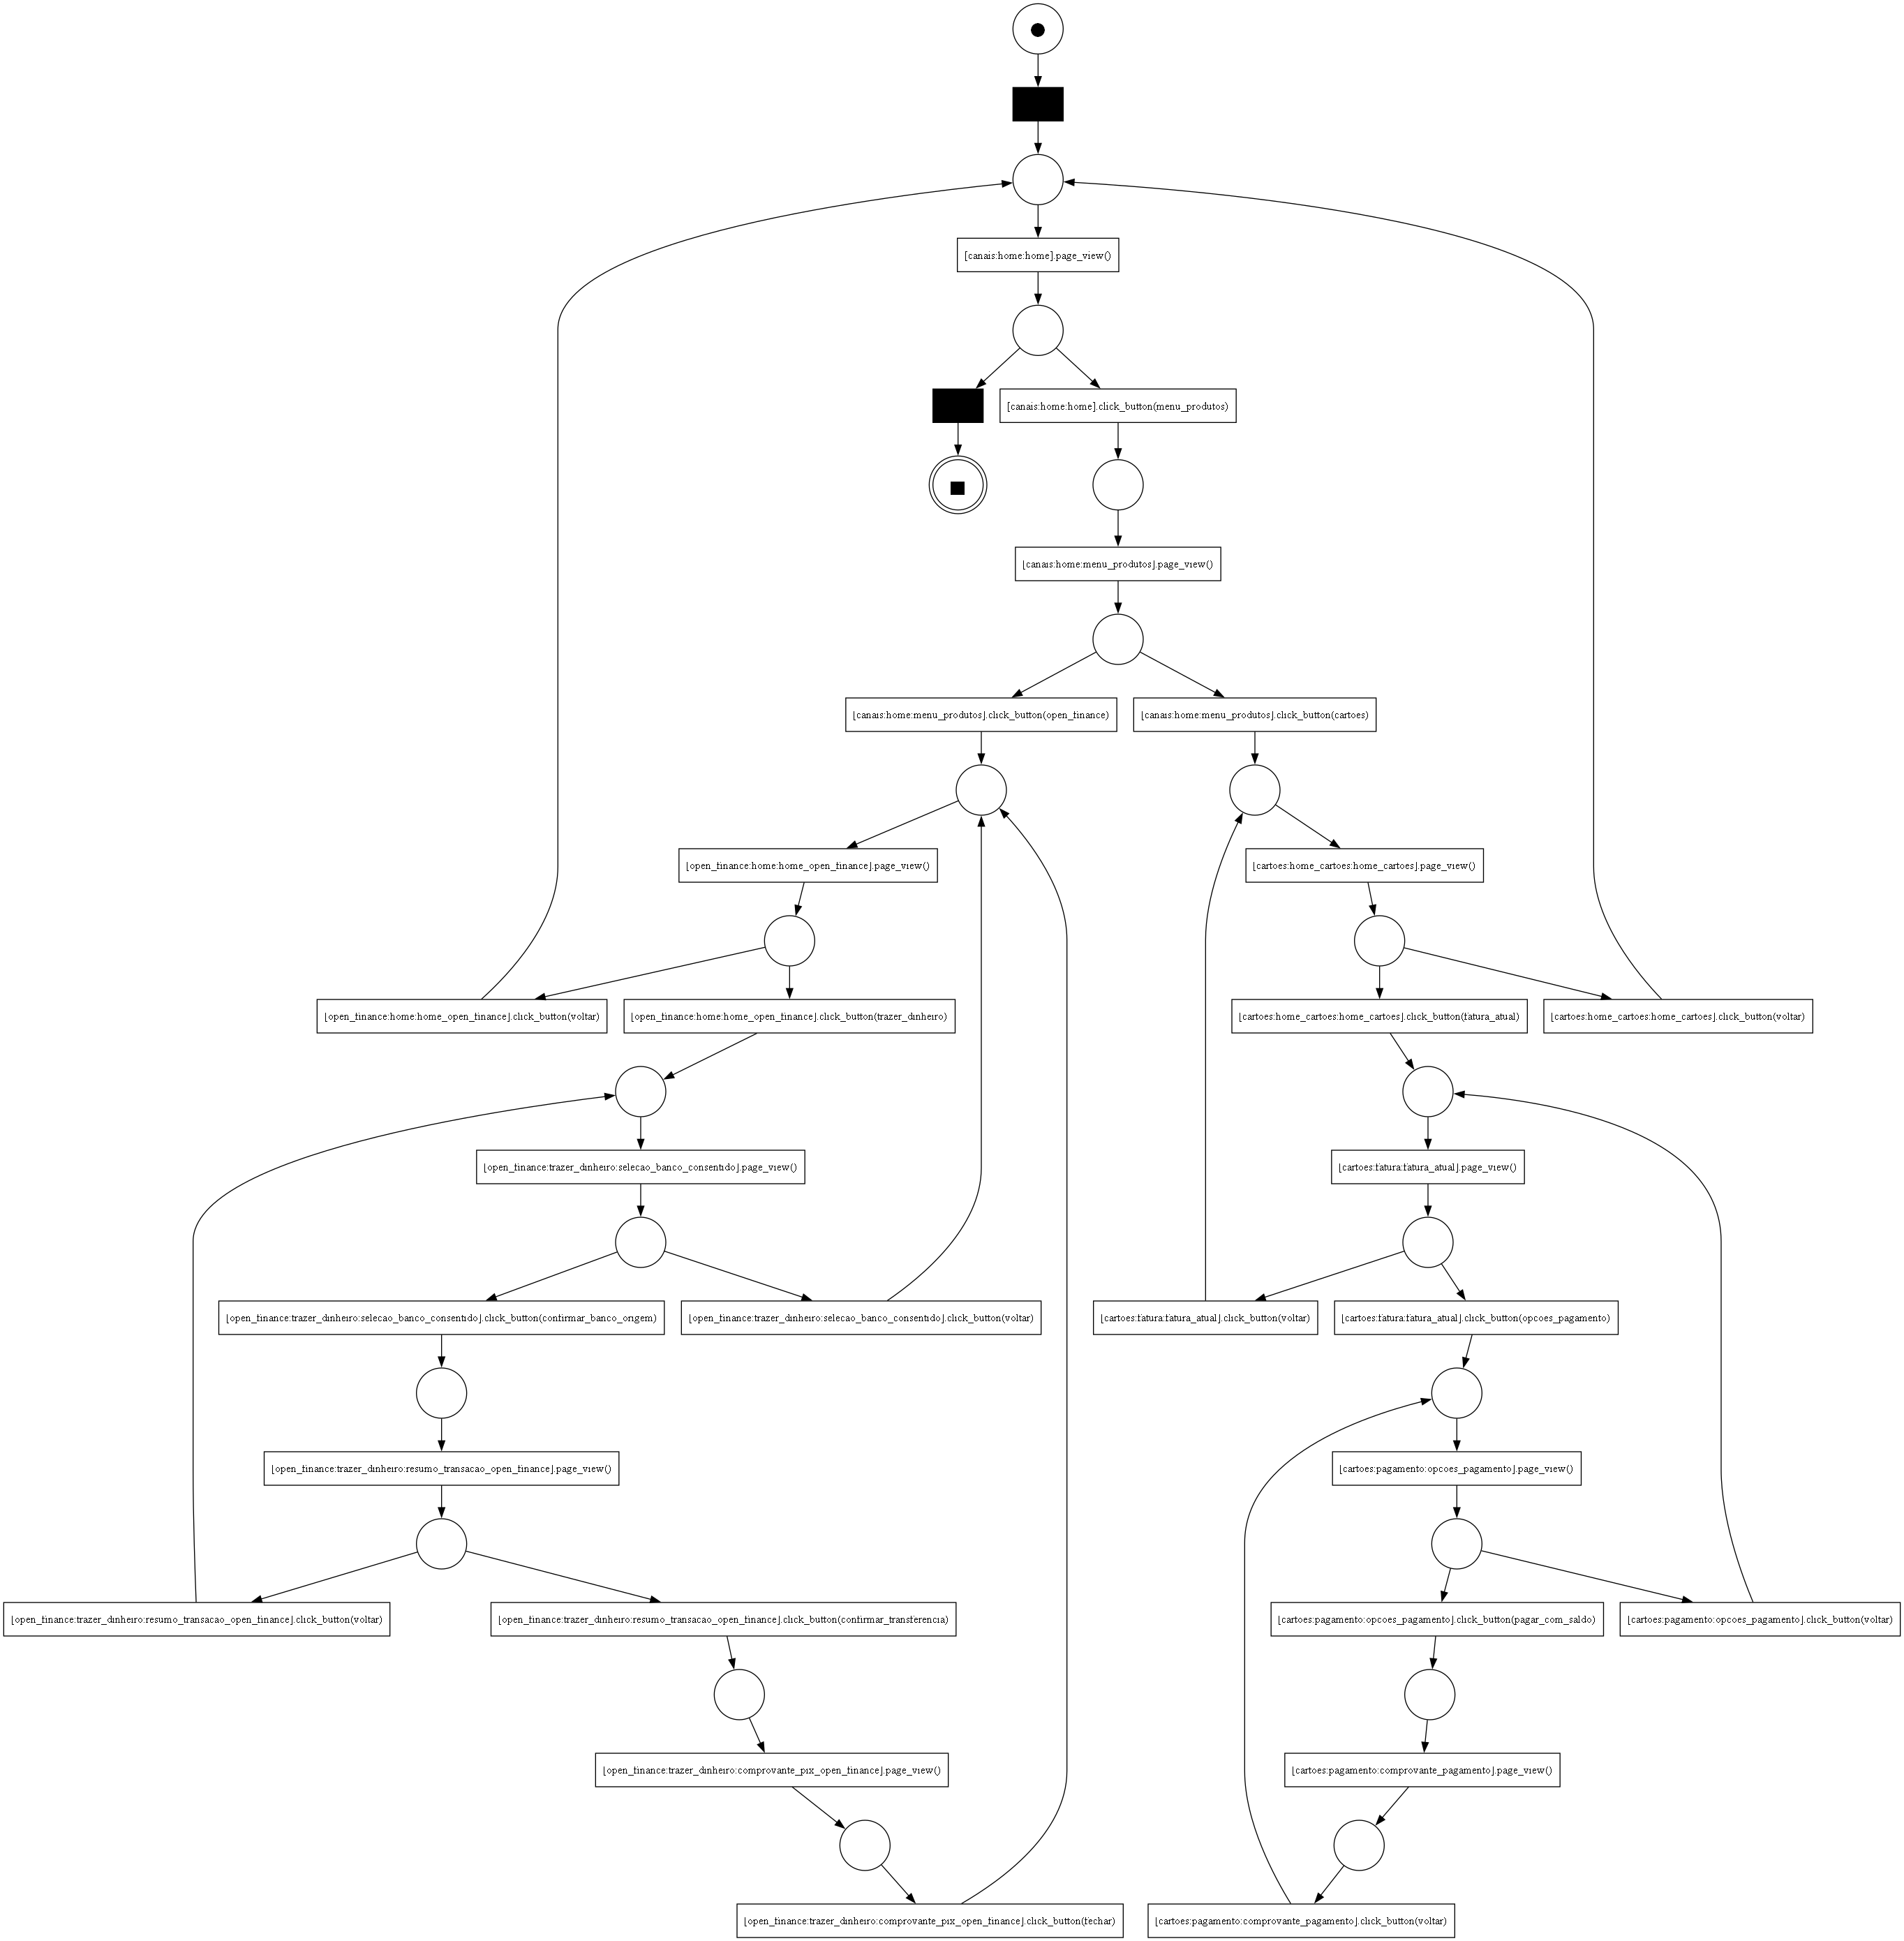 [canais:home:home].page_view()
[canais:home:home].click_button(menu_produtos)
[canais:home:menu_produtos].page_view()
[canais:home:menu_produtos].click_button(open_finance)
[canais:home:menu_produtos].click_button(cartoes)
[open_finance:home:home_open_finance].page_view()
[cartoes:home_cartoes:home_cartoes].page_view()
[open_finance:home:home_open_finance].click_button(voltar)
[open_finance:home:home_open_finance].click_button(trazer_dinheiro)
[cartoes:home_cartoes:home_cartoes].click_button(fatura_atual)
[cartoes:home_cartoes:home_cartoes].click_button(voltar)
[open_finance:trazer_dinheiro:selecao_banco_consentido].page_view()
[cartoes:fatura:fatura_atual].page_view()
[open_finance:trazer_dinheiro:selecao_banco_consentido].click_button(confirmar_banco_origem)
[open_finance:trazer_dinheiro:selecao_banco_consentido].click_button(voltar)
[cartoes:fatura:fatura_atual].click_button(voltar)
[cartoes:fatura:fatura_atual].click_button(opcoes_pagamento)
[open_finance:trazer_dinheiro:resumo_transacao_open_finance].page_view()
[cartoes:pagamento:opcoes_pagamento].page_view()
[open_finance:trazer_dinheiro:resumo_transacao_open_finance].click_button(voltar)
[open_finance:trazer_dinheiro:resumo_transacao_open_finance].click_button(confirmar_transferencia)
[cartoes:pagamento:opcoes_pagamento].click_button(pagar_com_saldo)
[cartoes:pagamento:opcoes_pagamento].click_button(voltar)
[open_finance:trazer_dinheiro:comprovante_pix_open_finance].page_view()
[cartoes:pagamento:comprovante_pagamento].page_view()
[open_finance:trazer_dinheiro:comprovante_pix_open_finance].click_button(fechar)
[cartoes:pagamento:comprovante_pagamento].click_button(voltar)